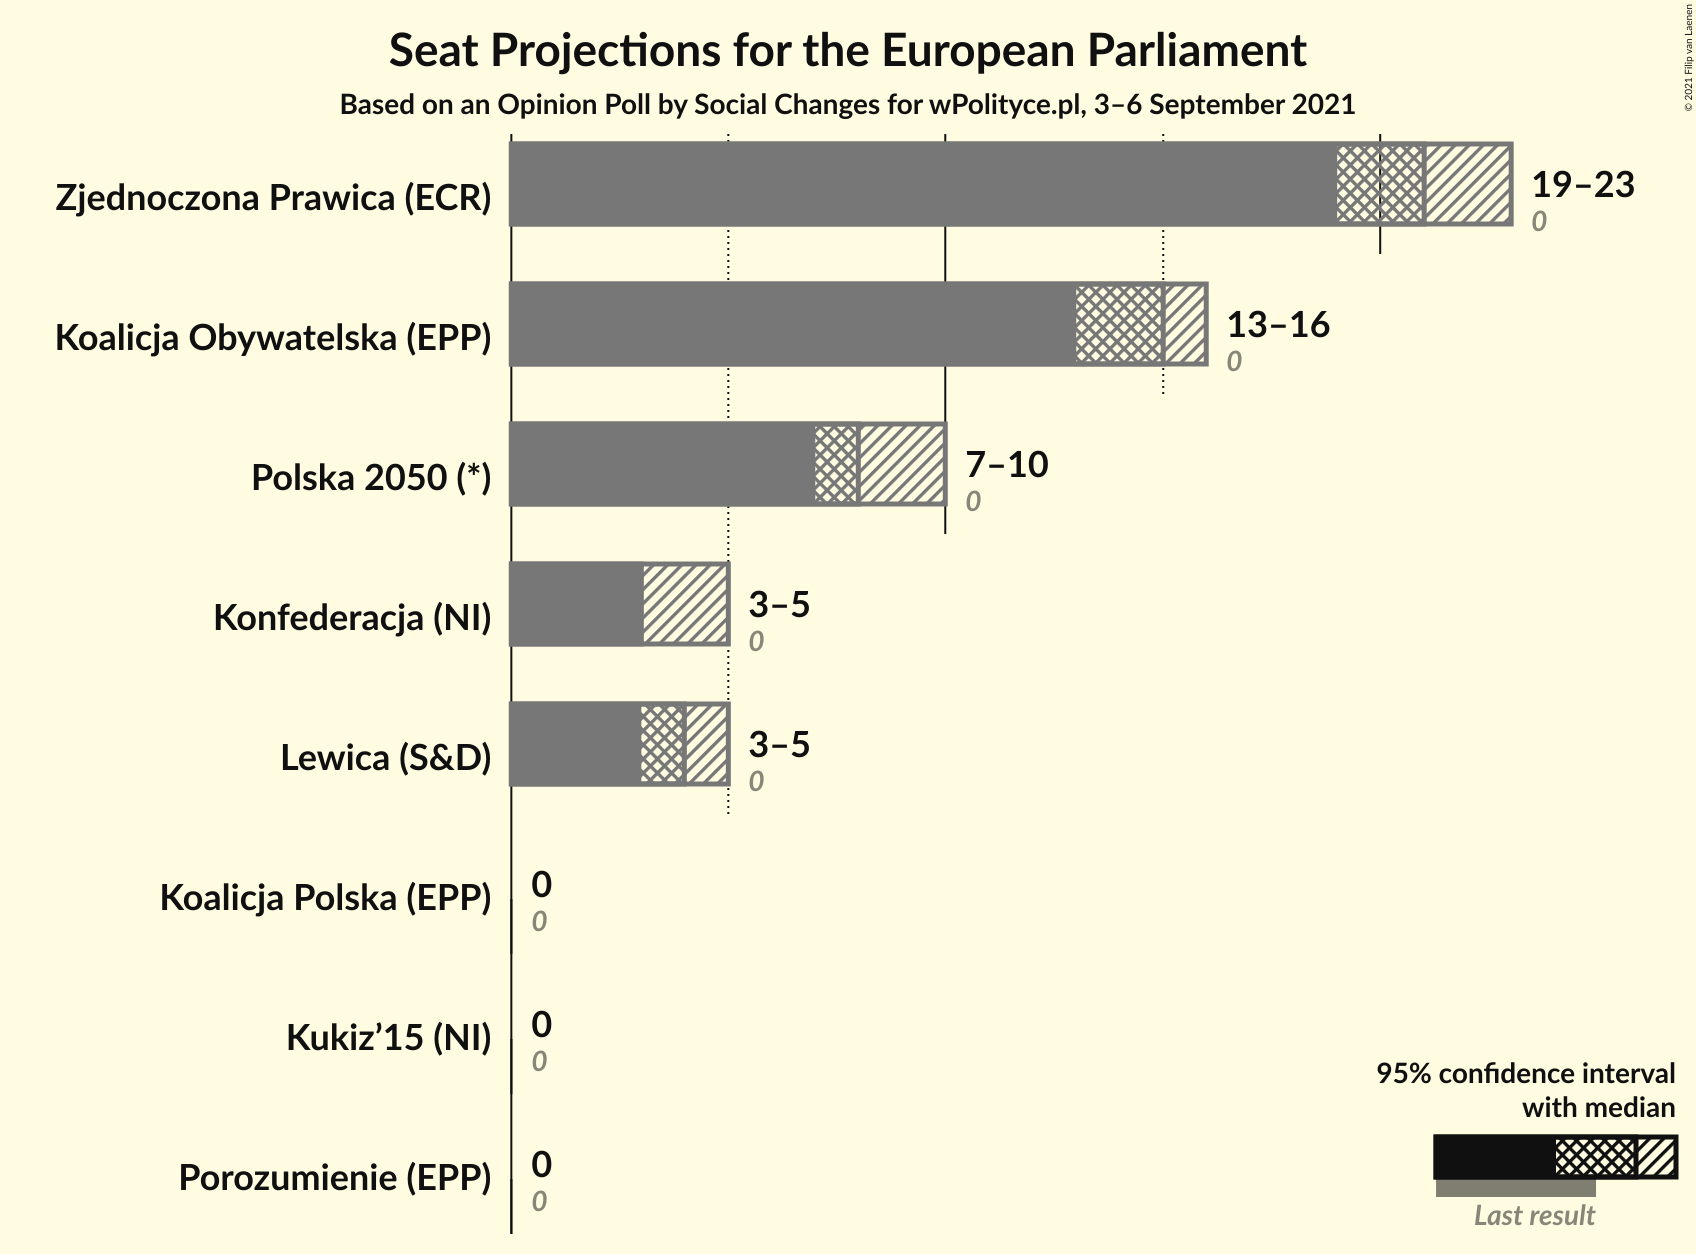 Seat Projections for the European Parliament
Based on an Opinion Poll by Social Changes for wPolityce.pl, 3–6 September 2021
© 2021 Filip van Laenen
Zjednoczona Prawica (ECR)
19–23
0
Koalicja Obywatelska (EPP)
13–16
0
Polska 2050 (*)
7–10
0
Konfederacja (NI)
3–5
0
Lewica (S&D)
3–5
0
Koalicja Polska (EPP)
0
0
Kukiz’15 (NI)
0
0
Porozumienie (EPP)
0
0
95% confidence interval
with median
Last result